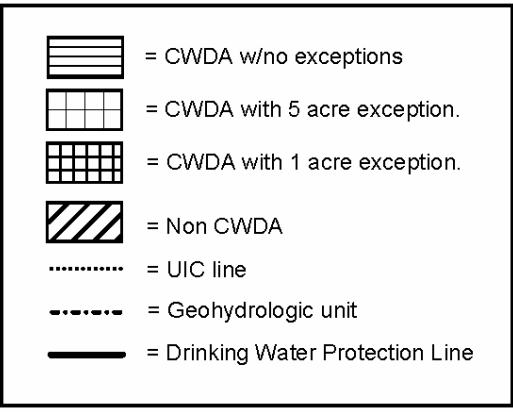 = CWDA w/no exceptions
= CWDA with 5 acre exception.
= CWDA with 1 acre exception.
= Non CWDA
= UIC line
= Geohydrologic unit
= Drinking Water Protection Line